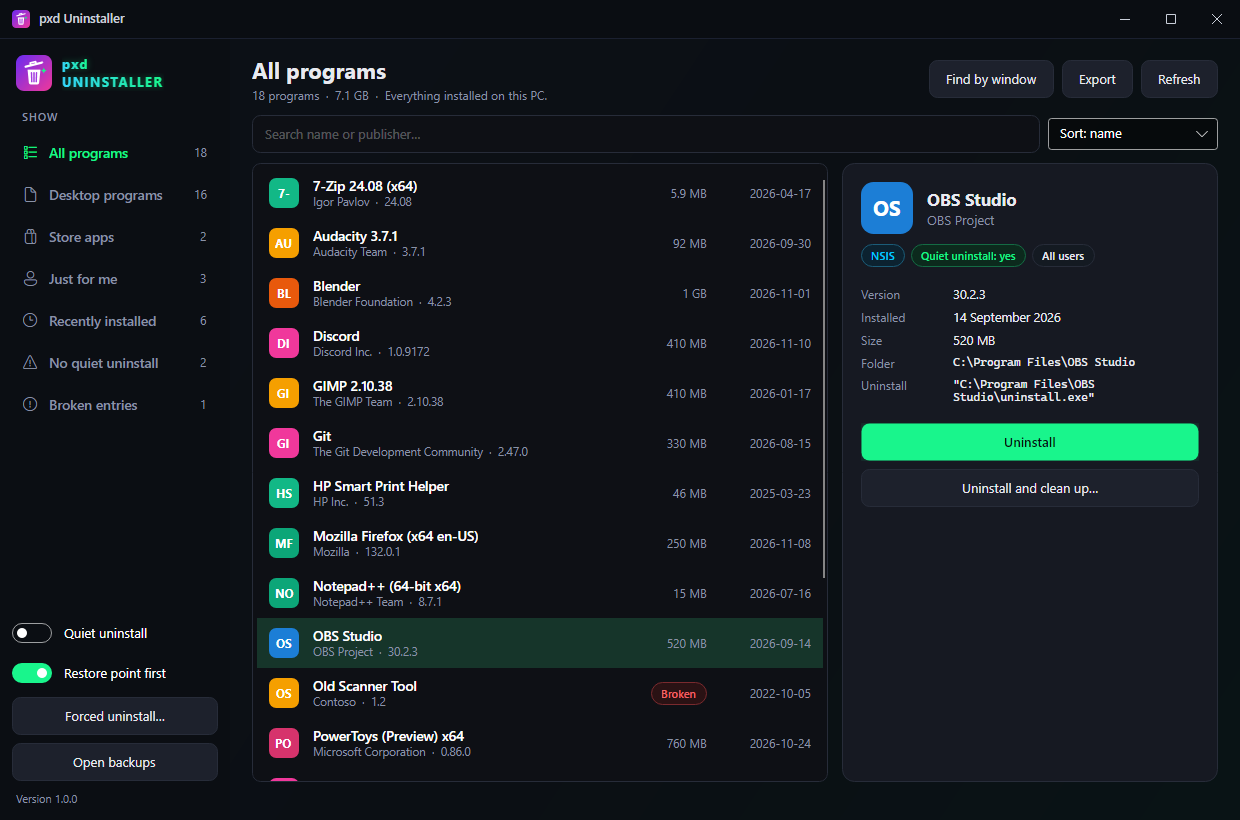 pxd Uninstaller
pxd
UNINSTALLER
SHOW
All programs 18
Desktop programs 16
Store apps 2
Just for me 3
Recently installed 6
No quiet uninstall 2
Broken entries 1
Quiet uninstall
Restore point first
Forced uninstall...
Open backups
Version 1.0.0
All programs
18 programs · 7.1 GB · Everything installed on this PC.
Find by window
Export
Refresh
Search name or publisher...
Sort: name
7- 7-Zip 24.08 (x64) 5.9 MB 2026-04-17
Igor Pavlov · 24.08
AU Audacity 3.7.1 92 MB 2026-09-30
Audacity Team · 3.7.1
BL Blender 1 GB 2026-11-01
Blender Foundation · 4.2.3
DI Discord 410 MB 2026-11-10
Discord Inc. · 1.0.9172
GI GIMP 2.10.38 410 MB 2026-01-17
The GIMP Team · 2.10.38
GI Git 330 MB 2026-08-15
The Git Development Community · 2.47.0
HS HP Smart Print Helper 46 MB 2025-03-23
HP Inc. · 51.3
MF Mozilla Firefox (x64 en-US) 250 MB 2026-11-08
Mozilla · 132.0.1
NO Notepad++ (64-bit x64) 15 MB 2026-07-16
Notepad++ Team · 8.7.1
OS OBS Studio 520 MB 2026-09-14
OBS Project · 30.2.3
OS Old Scanner Tool Broken 2022-10-05
Contoso · 1.2
PO PowerToys (Preview) x64 760 MB 2026-10-24
Microsoft Corporation · 0.86.0
OS OBS Studio
OBS Project
NSIS
Quiet uninstall: yes
All users
Version 30.2.3
Installed 14 September 2026
Size 520 MB
Folder C:\Program Files\OBS Studio
Uninstall "C:\Program Files\OBS
Studio\uninstall.exe"
Uninstall
Uninstall and clean up...